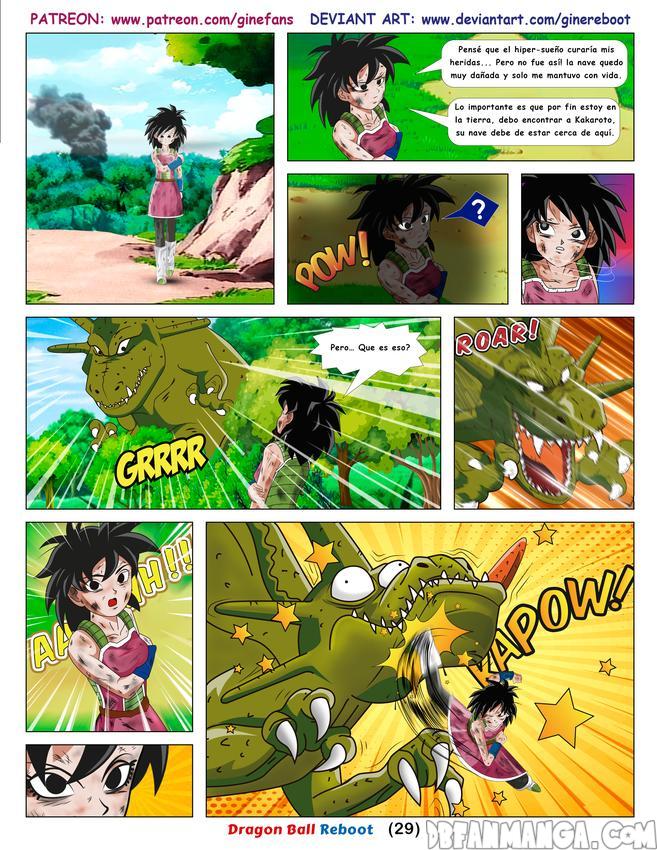 PATREON: www.patreon.com/ginefans DEVIANT ART: www.deviantart.com/ginereboot
Pensé que el hiper-sueño curaría mis
heridas... Pero no fue así! la nave quedo
muy dañada y solo me mantuvo con vida.
Lo importante es que por fin estoy en
la tierra, debo encontrar a Kakaroto,
su nave debe de estar cerca de aquí.
POW!
?
Pero... Que es eso?
GRRRR
ROAR!
KAPOW!
Dragon Ball Reboot (29)
DBFANMANGA.COM